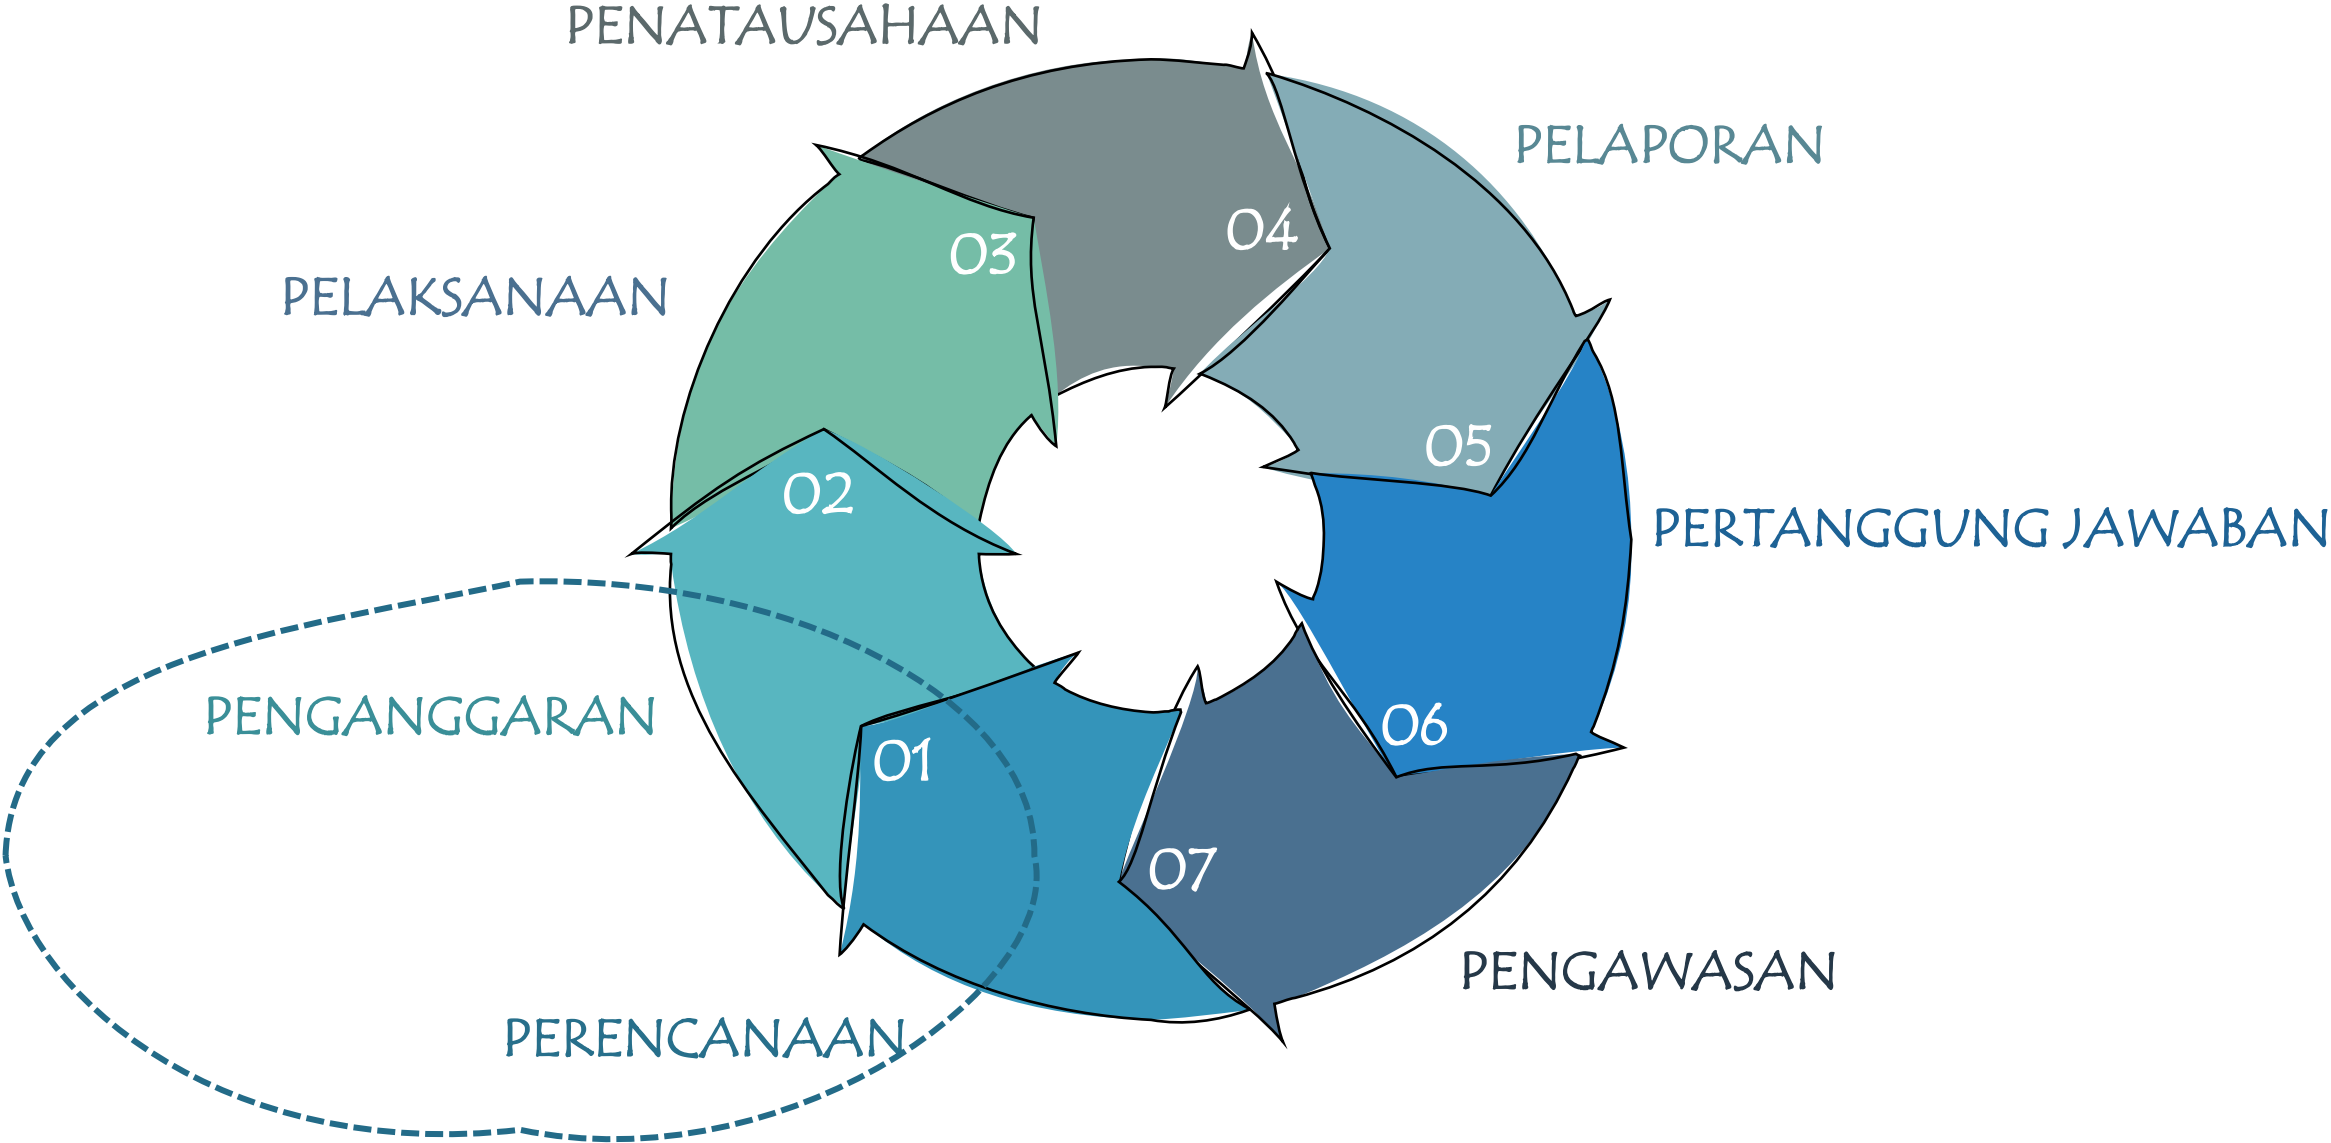 PENATAUSAHAAN
PELAPORAN
04
03
PELAKSANAAN
05
02
PERTANGGUNG JAWABAN
PENGANGGARAN
06
01
07
PENGAWASAN
PERENCANAAN